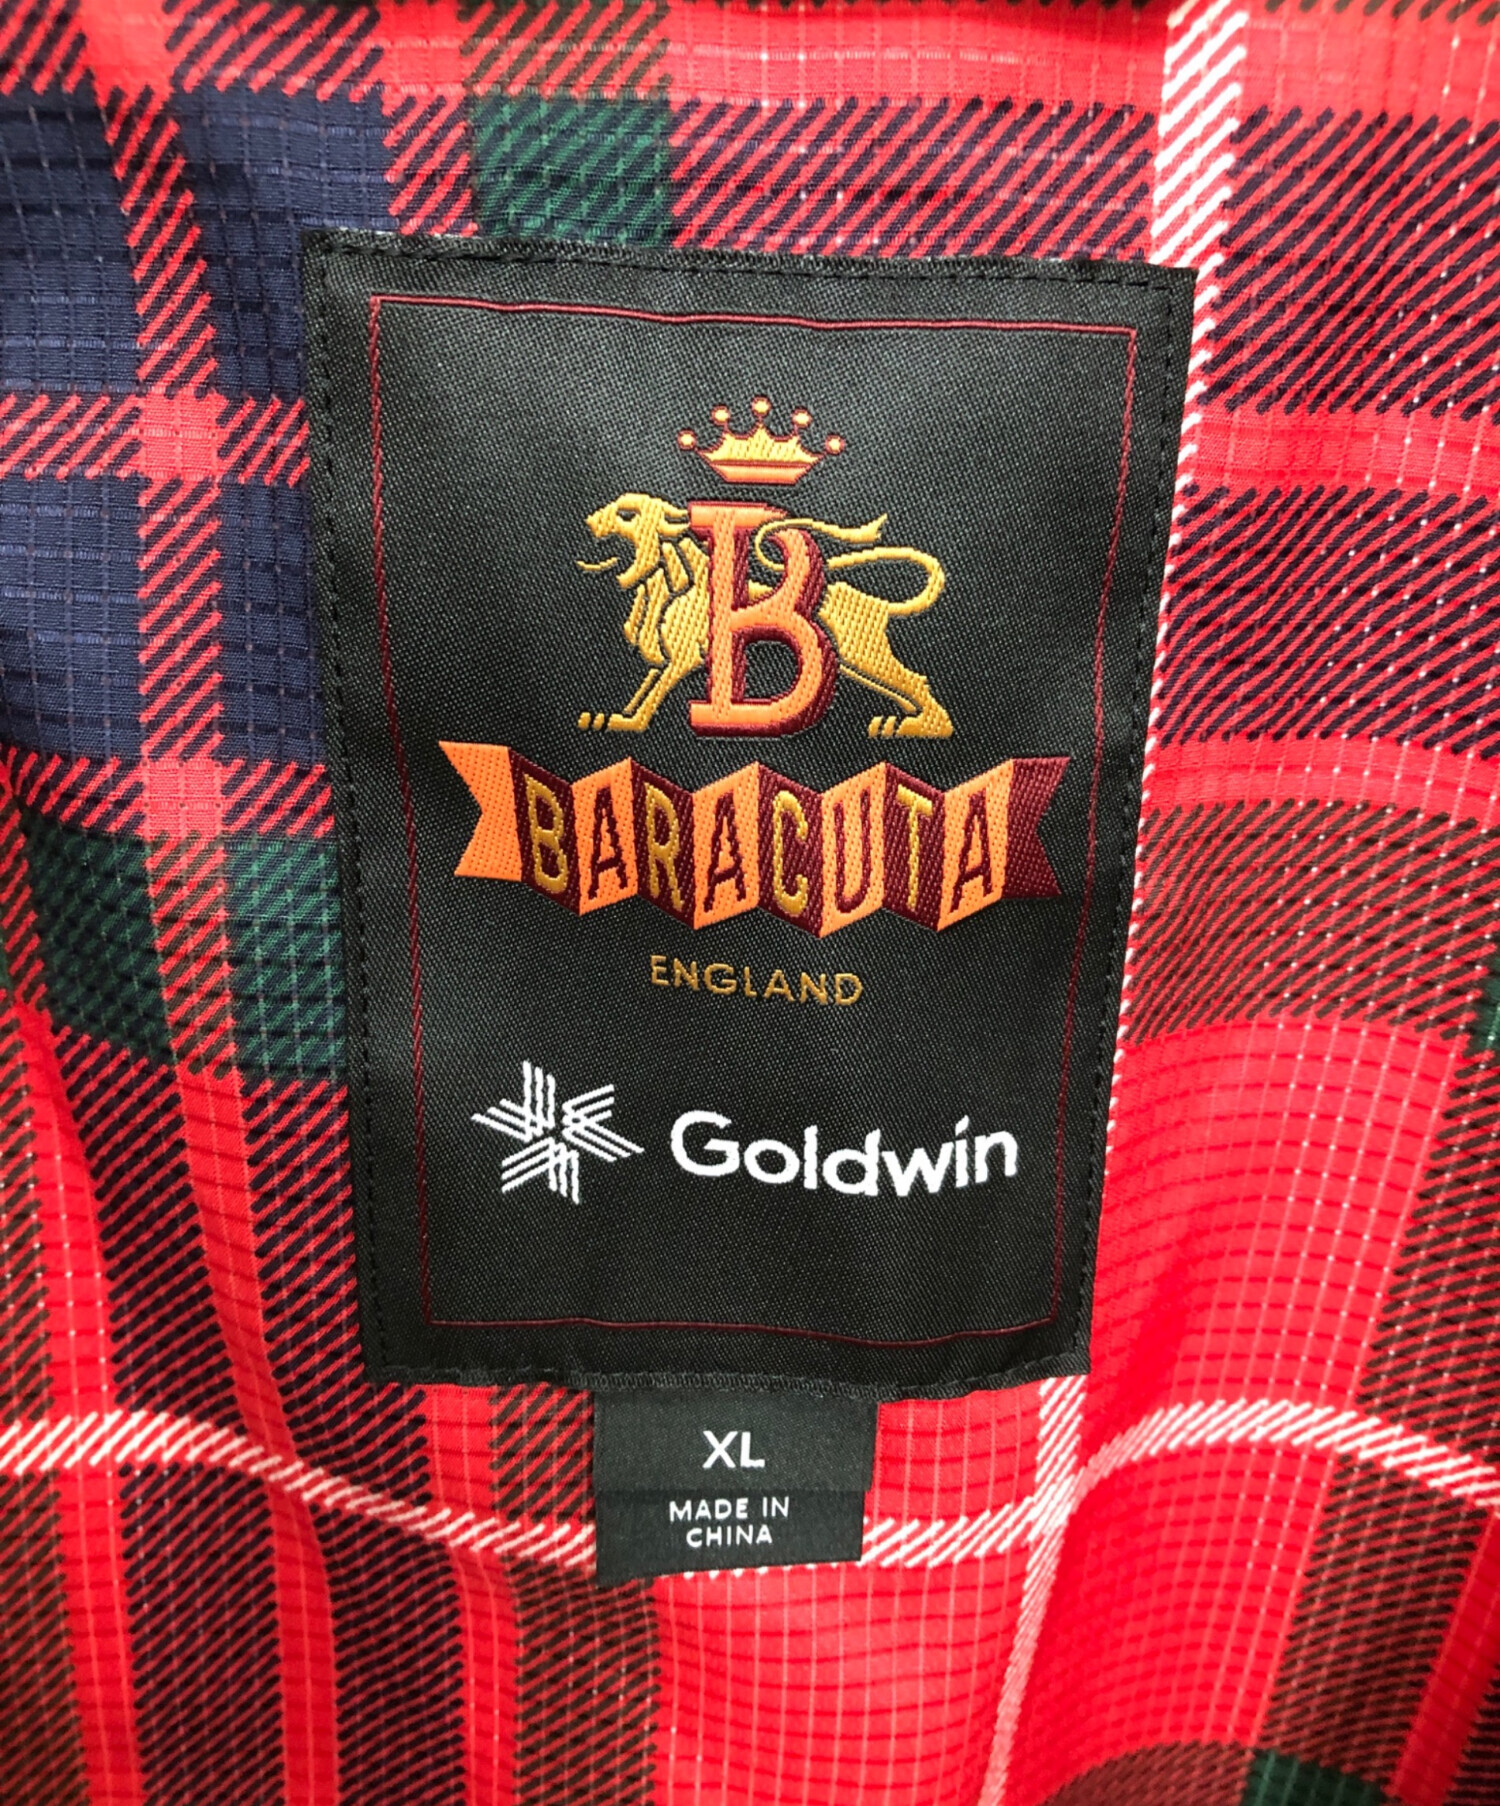 B
BARACUTA
ENGLAND
Goldwin
XL
MADE IN
CHINA